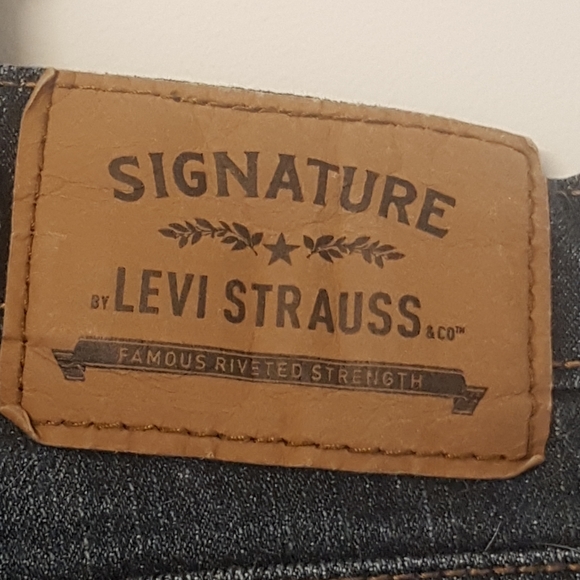 SIGNATURE
BY LEVI STRAUSS & CO™
FAMOUS RIVETED STRENGTH